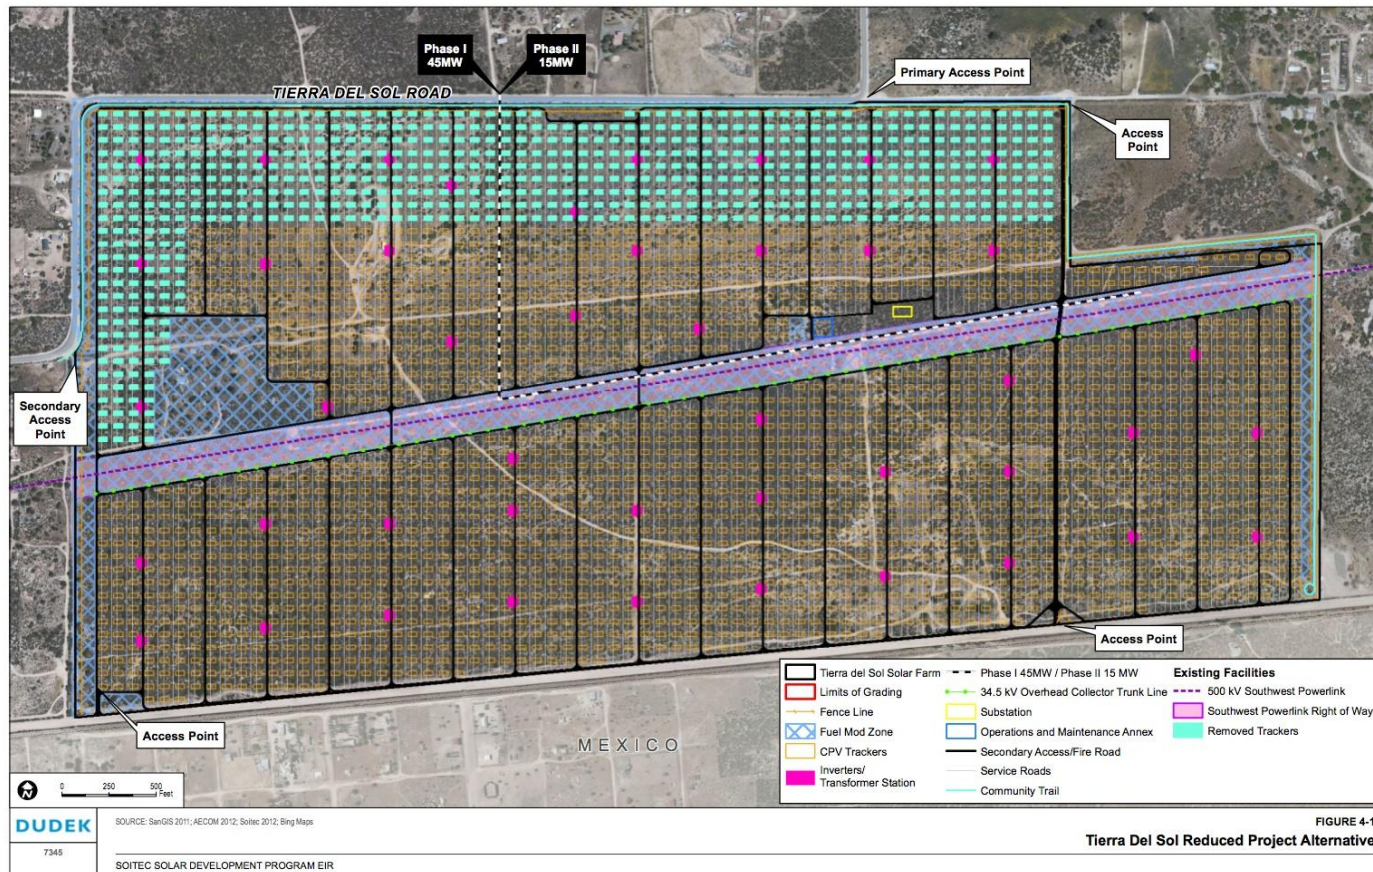 Phase I
45MW
Phase II
15MW
TIERRA DEL SOL ROAD
Primary Access Point
Access
Point
Secondary
Access
Point
Access Point
Access Point
MEXICO
Tierra del Sol Solar Farm
Limits of Grading
Fence Line
Fuel Mod Zone
CPV Trackers
Inverters/
Transformer Station
Phase I 45MW / Phase II 15 MW
34.5 kV Overhead Collector Trunk Line
Substation
Operations and Maintenance Annex
Secondary Access/Fire Road
Service Roads
Community Trail
Existing Facilities
500 kV Southwest Powerlink
Southwest Powerlink Right of Way
Removed Trackers
N
0 250 500
Feet
DUDEK
7345
SOURCE: SanGIS 2011; AECOM 2012; Soitec 2012; Bing Maps
SOITEC SOLAR DEVELOPMENT PROGRAM EIR
FIGURE 4-1
Tierra Del Sol Reduced Project Alternative